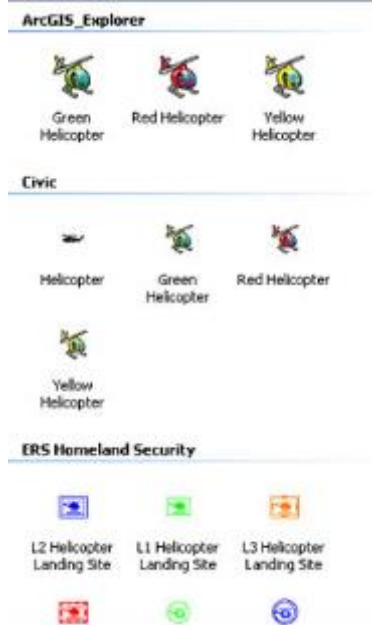 ArcGIS_Explorer
Green Helicopter
Red Helicopter
Yellow Helicopter
Civic
Helicopter
Green Helicopter
Red Helicopter
Yellow Helicopter
ERS Homeland Security
L2 Helicopter Landing Site
L1 Helicopter Landing Site
L3 Helicopter Landing Site